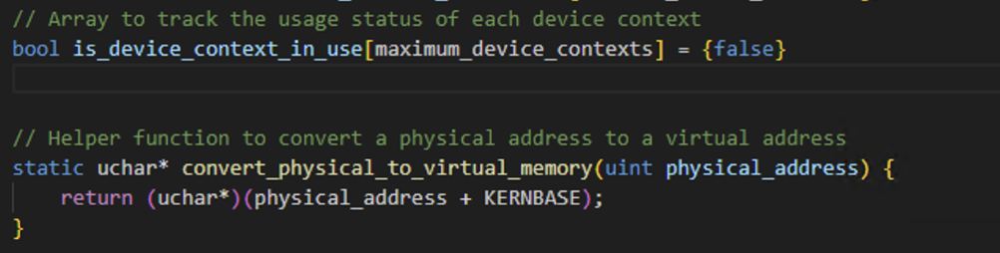 // Array to track the usage status of each device context
bool is_device_context_in_use[maximum_device_contexts] = {false}
// Helper function to convert a physical address to a virtual address
static uchar* convert_physical_to_virtual_memory(uint physical_address) {
    return (uchar*)(physical_address + KERNBASE);
}